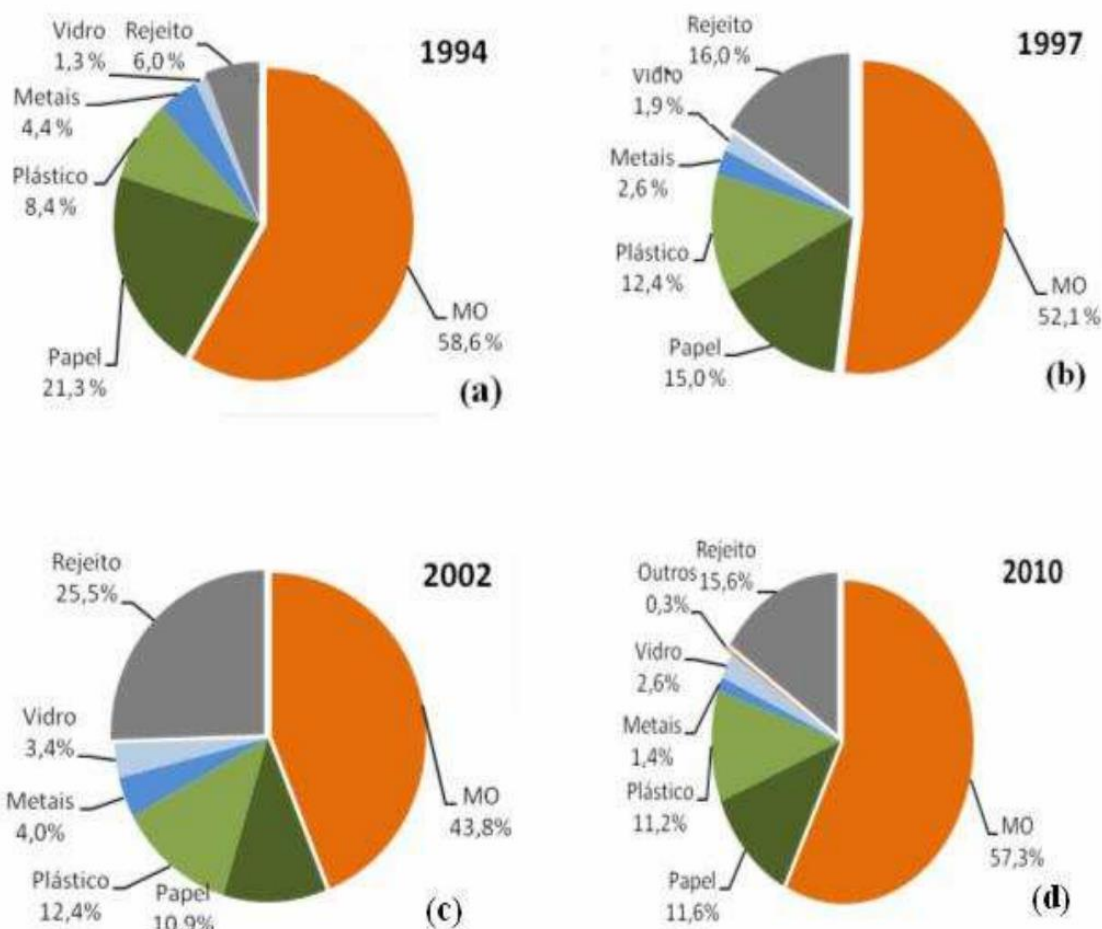 Vidro
1,3 %
Rejeito
6,0 %
1994
Metais
4,4 %
Plástico
8,4 %
Papel
21,3 %
MO
58,6 %
(a)
Rejeito
16,0 %
1997
Vidro
1,9 %
Metais
2,6 %
Plástico
12,4 %
Papel
15,0 %
MO
52,1 %
(b)
Rejeito
25,5%
2002
Vidro
3,4%
Metais
4,0%
Plástico
12,4%
Papel
10,9%
MO
43,8%
(c)
Rejeito
15,6%
Outros
0,3%
2010
Vidro
2,6%
Metais
1,4%
Plástico
11,2%
Papel
11,6%
MO
57,3%
(d)